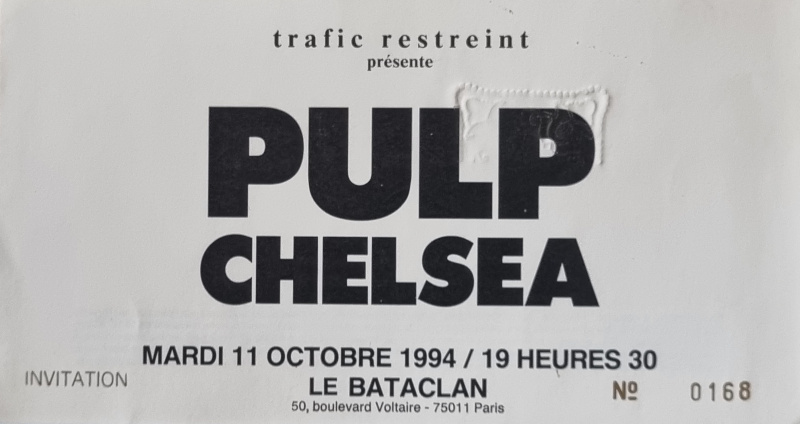 trafic restreint
présente
PULP
CHELSEA
MARDI 11 OCTOBRE 1994 / 19 HEURES 30
INVITATION
LE BATACLAN
Nº 0168
50, boulevard Voltaire - 75011 Paris